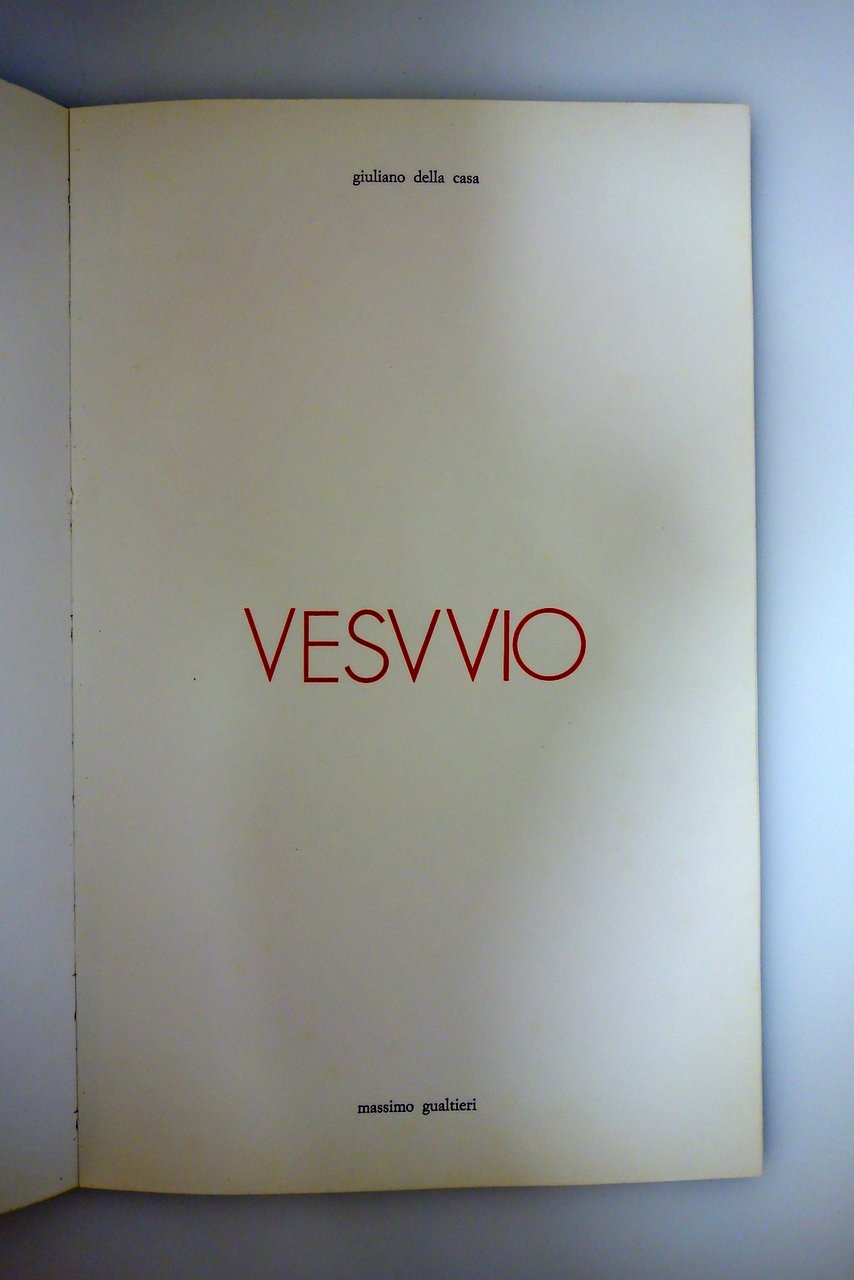 giuliano della casa
VESVVIO
massimo gualtieri